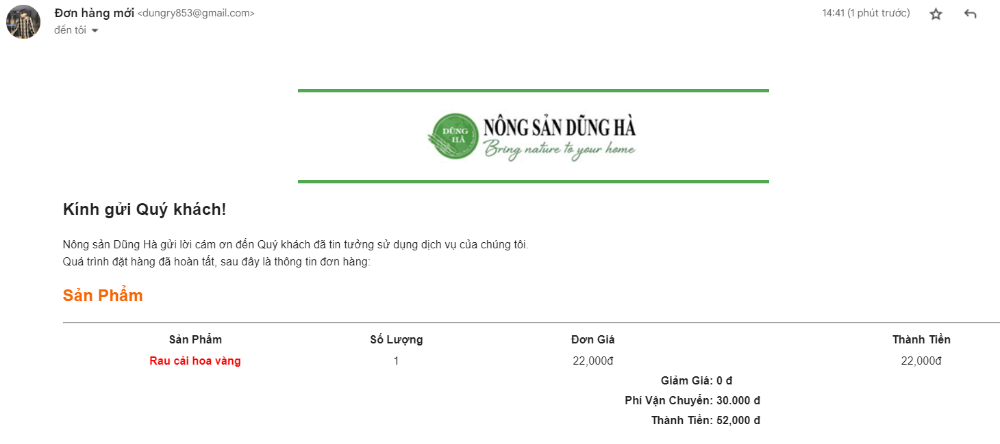 Đơn hàng mới <dungry853@gmail.com>
14:41 (1 phút trước)
đến tôi
DŨNG
HÀ
NÔNG SẢN DŨNG HÀ
Bring nature to your home
Kính gửi Quý khách!
Nông sản Dũng Hà gửi lời cám ơn đến Quý khách đã tin tưởng sử dụng dịch vụ của chúng tôi.
Quá trình đặt hàng đã hoàn tất, sau đây là thông tin đơn hàng:
Sản Phẩm
Sản Phẩm Số Lượng Đơn Giá Thành Tiền
Rau cải hoa vàng 1 22,000đ 22,000đ
Giảm Giá: 0 đ
Phí Vận Chuyển: 30.000 đ
Thành Tiền: 52,000 đ